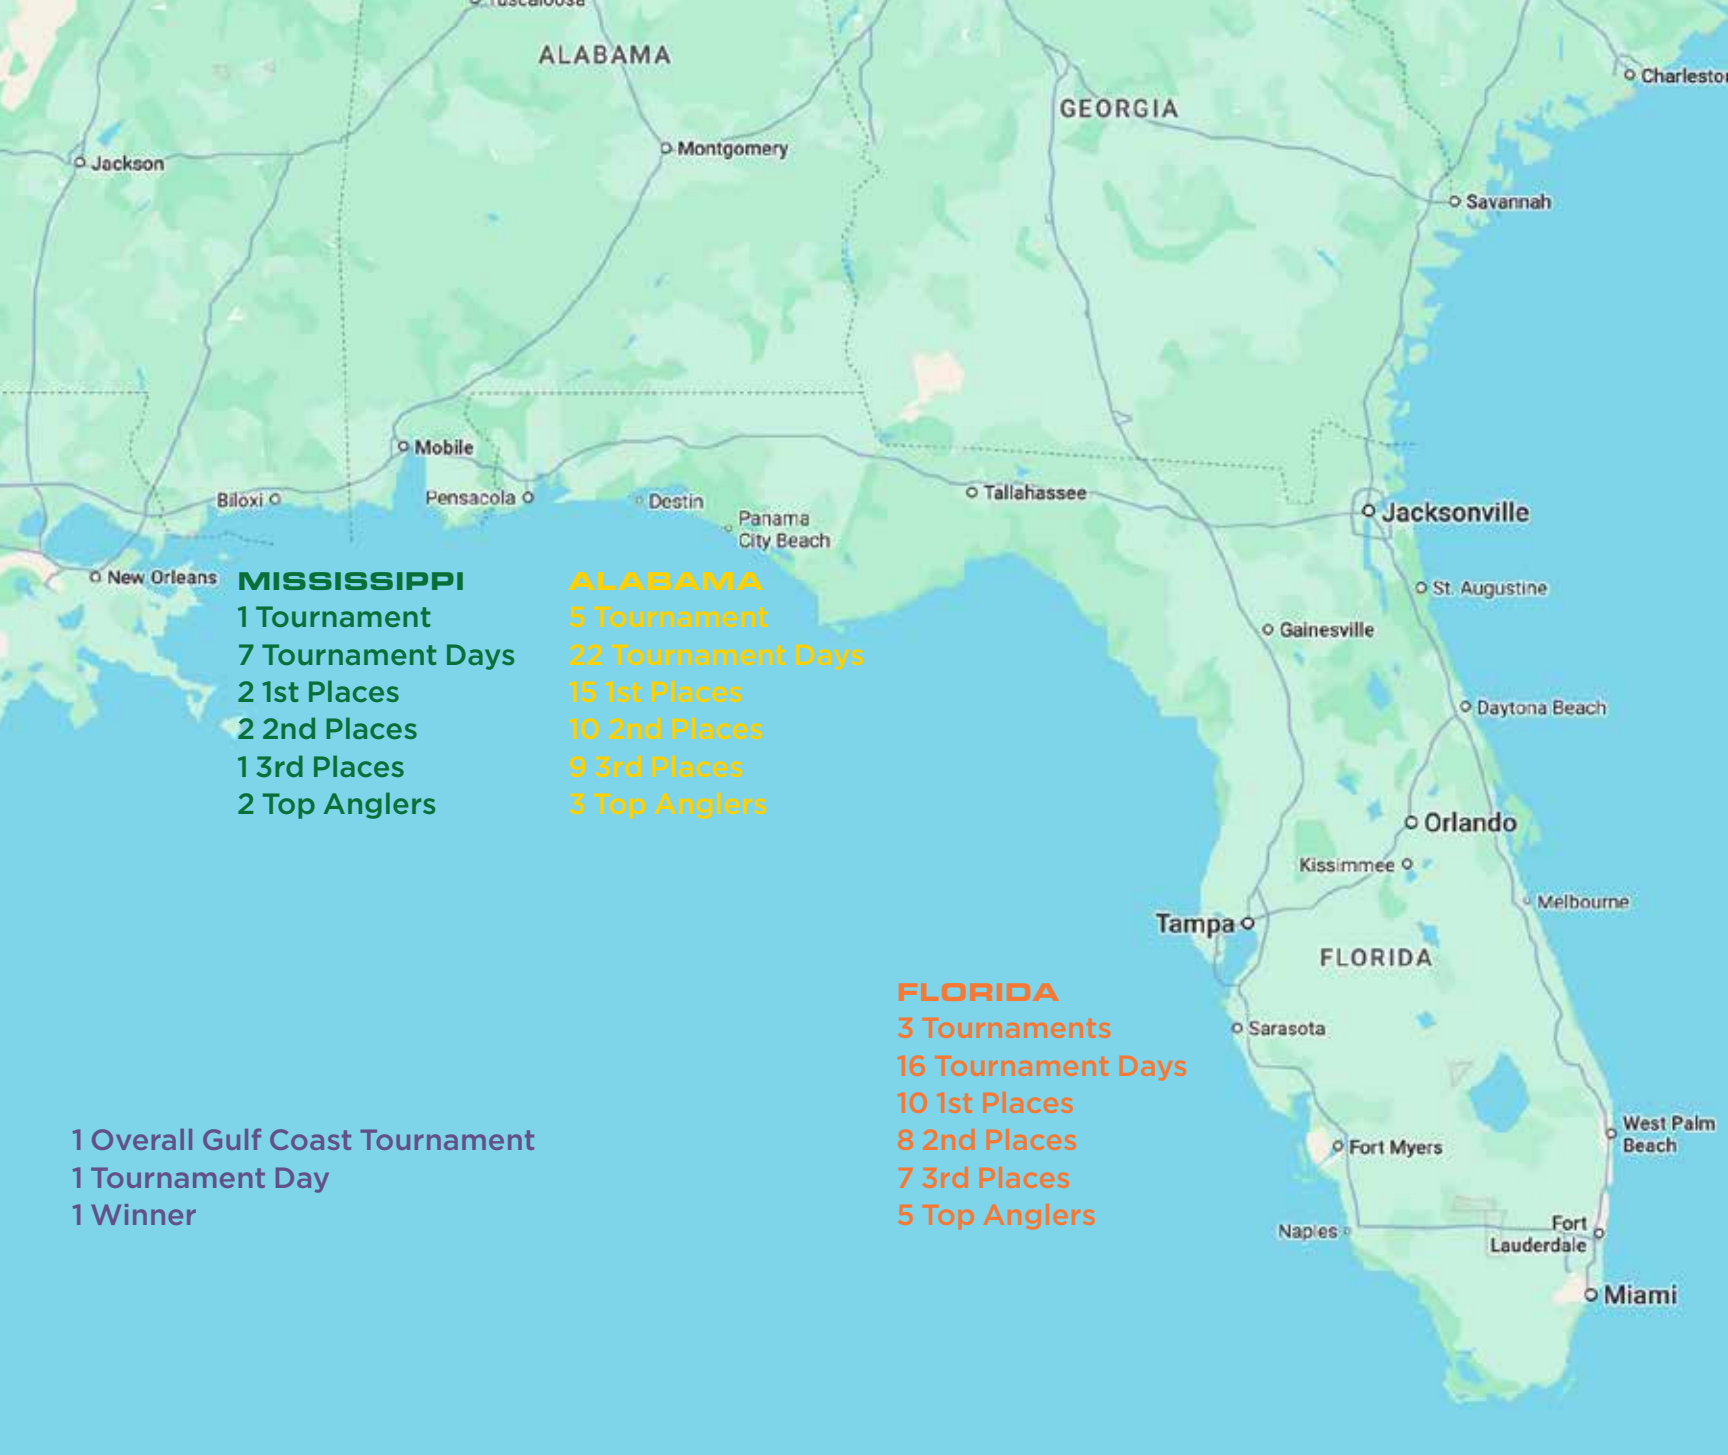 Tuscaloosa
ALABAMA
Charlesto
GEORGIA
Montgomery
Jackson
Savannah
Mobile
Biloxi
Pensacola
Destin
Tallahassee
Panama
City Beach
Jacksonville
New Orleans
St. Augustine
Gainesville
MISSISSIPPI
1 Tournament
7 Tournament Days
2 1st Places
2 2nd Places
1 3rd Places
2 Top Anglers
ALABAMA
5 Tournament
22 Tournament Days
15 1st Places
10 2nd Places
9 3rd Places
3 Top Anglers
Daytona Beach
Orlando
Kissimmee
Melbourne
Tampa
FLORIDA
FLORIDA
3 Tournaments
16 Tournament Days
10 1st Places
8 2nd Places
7 3rd Places
5 Top Anglers
Sarasota
West Palm
Beach
Fort Myers
1 Overall Gulf Coast Tournament
1 Tournament Day
1 Winner
Naples
Fort
Lauderdale
Miami